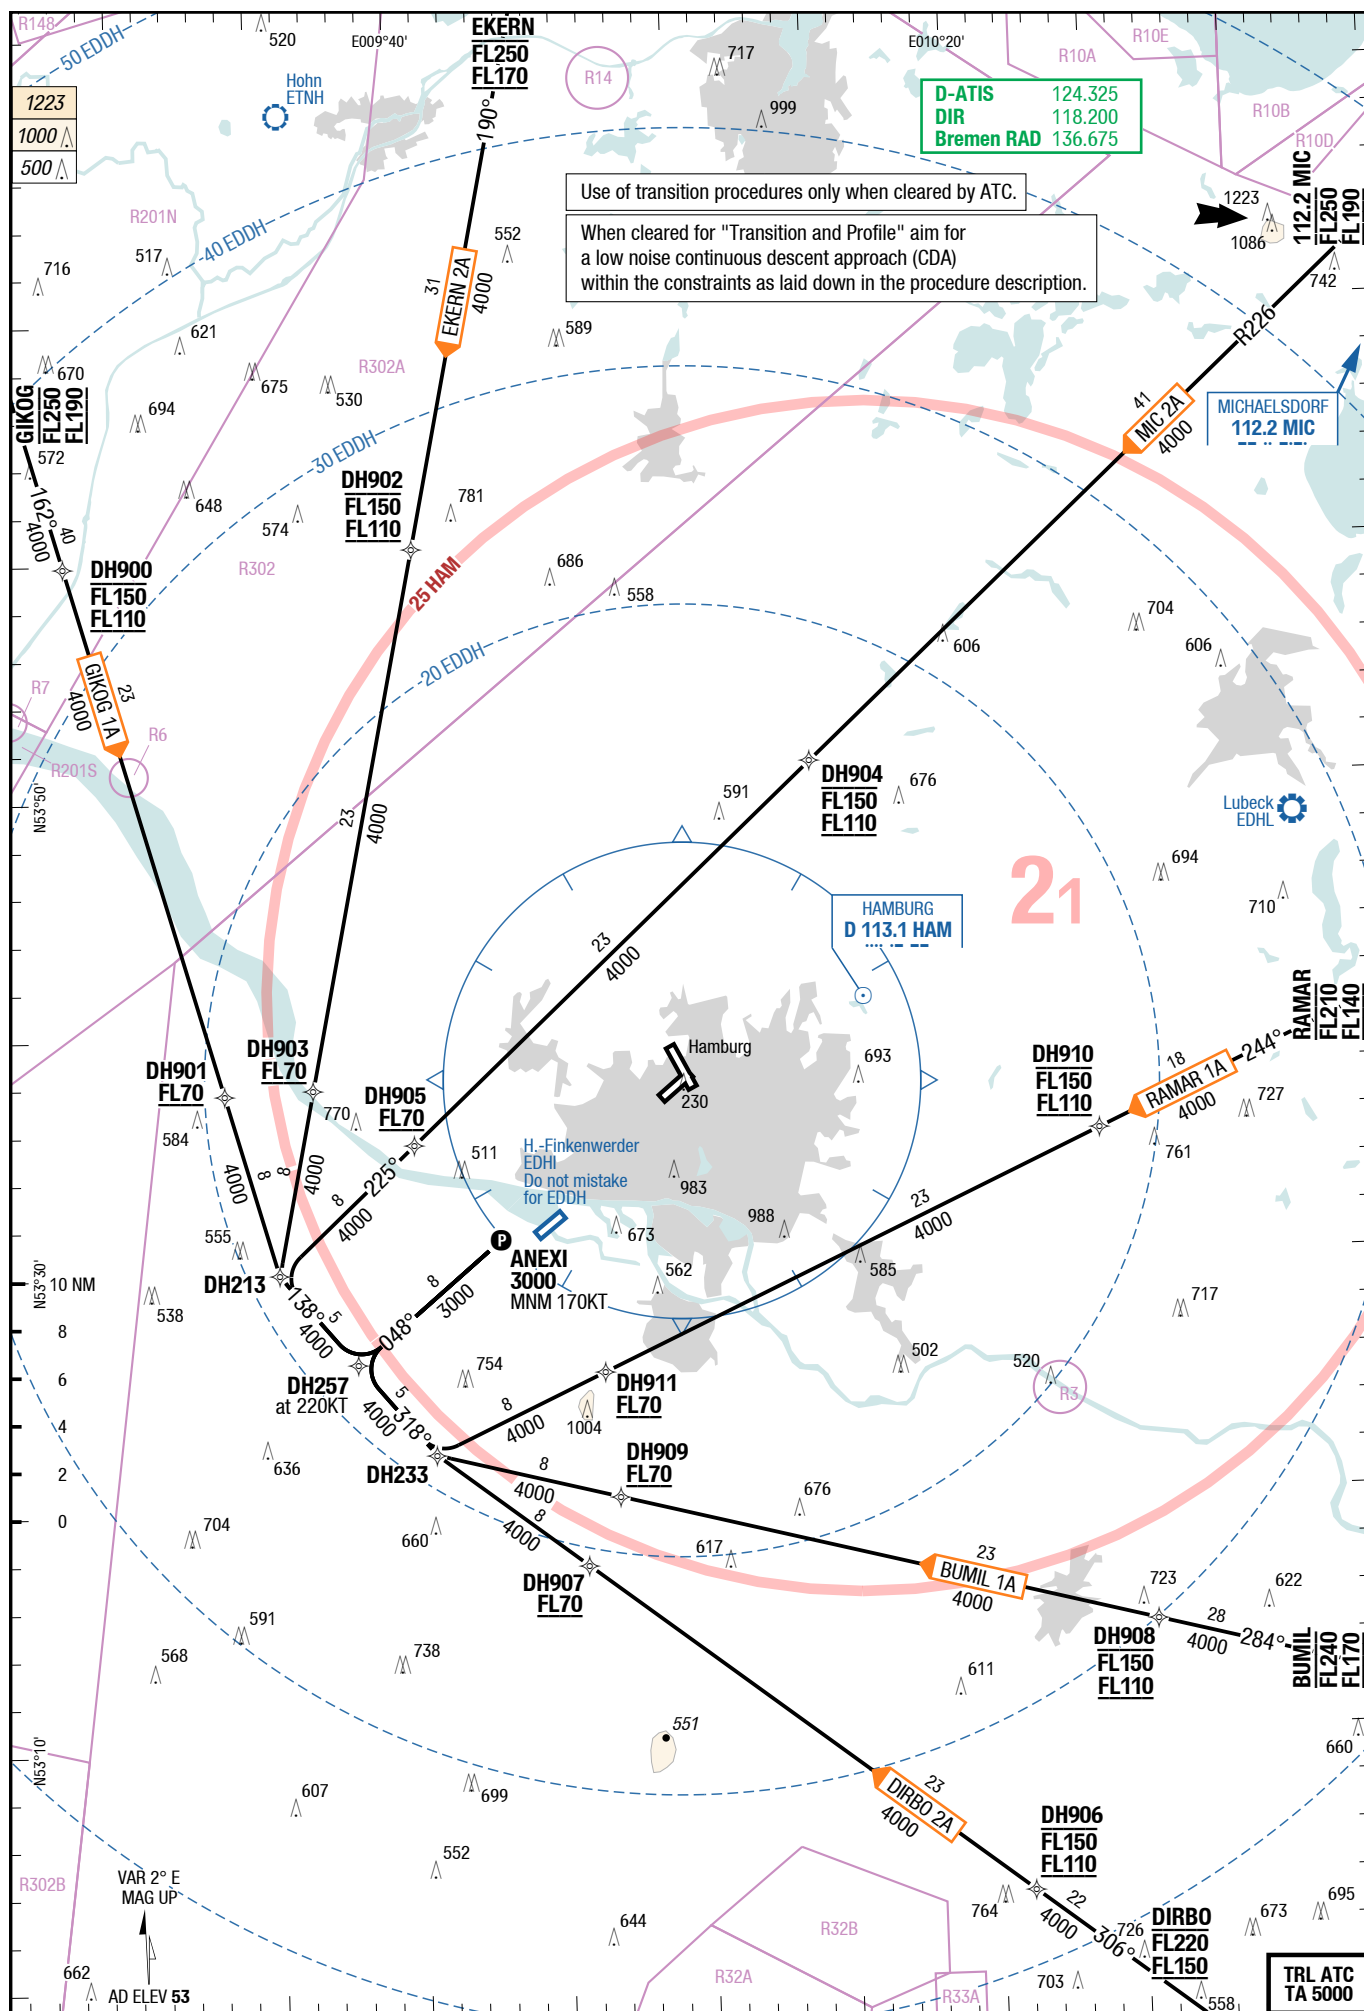 R148
50 EDDH
520
E009°40'
EKERN
FL250
FL170
190°
R14
717
999
E010°20'
R10A
R10E
R10B
R10D
Hohn
ETNH
1223
1000
500
D-ATIS 124.325
DIR 118.200
Bremen RAD 136.675
Use of transition procedures only when cleared by ATC.
When cleared for "Transition and Profile" aim for
a low noise continuous descent approach (CDA)
within the constraints as laid down in the procedure description.
1223
1086
112.2 MIC
FL250
FL190
742
R201N
40 EDDH
517
716
552
31
EKERN 2A
4000
589
R226
621
670
675
R302A
530
694
GIKOG
FL250
FL190
572
41
MIC 2A
4000
MICHAELSDORF
112.2 MIC
30 EDDH
648
574
162°
40
4000
DH902
FL150
FL110
781
R302
25 HAM
686
558
DH900
FL150
FL110
704
606
606
20 EDDH
R7
23
GIKOG 1A
4000
R6
R201S
N53°50'
23
4000
DH904
FL150
FL110
676
591
Lubeck
EDHL
694
710
21
HAMBURG
D 113.1 HAM
23
4000
RAMAR
FL210
FL140
DH903
FL70
DH901
FL70
584
770
DH905
FL70
Hamburg
230
693
DH910
FL150
FL110
18
RAMAR 1A
4000
244°
727
761
8
4000
8
4000
225°
8
4000
511
H.-Finkenwerder
EDHI
Do not mistake
for EDDH
983
988
673
23
4000
585
555
DH213
ANEXI
3000
MNM 170KT
P
562
717
N53°30'
10 NM
8
6
4
2
0
538
138°
5
4000
048°
8
3000
DH257
at 220KT
754
502
520
R3
5
4000
318°
8
4000
DH911
FL70
1004
636
DH233
DH909
FL70
8
4000
676
704
660
8
4000
617
DH907
FL70
23
BUMIL 1A
4000
723
622
DH908
FL150
FL110
28
4000
284°
BUMIL
FL240
FL170
591
568
738
611
551
660
N53°10'
607
699
23
DIRBO 2A
4000
DH906
FL150
FL110
552
R302B
VAR 2° E
MAG UP
764
22
4000
306°
726
DIRBO
FL220
FL150
673
695
644
R32B
R32A
R33A
703
558
662
AD ELEV 53
TRL ATC
TA 5000